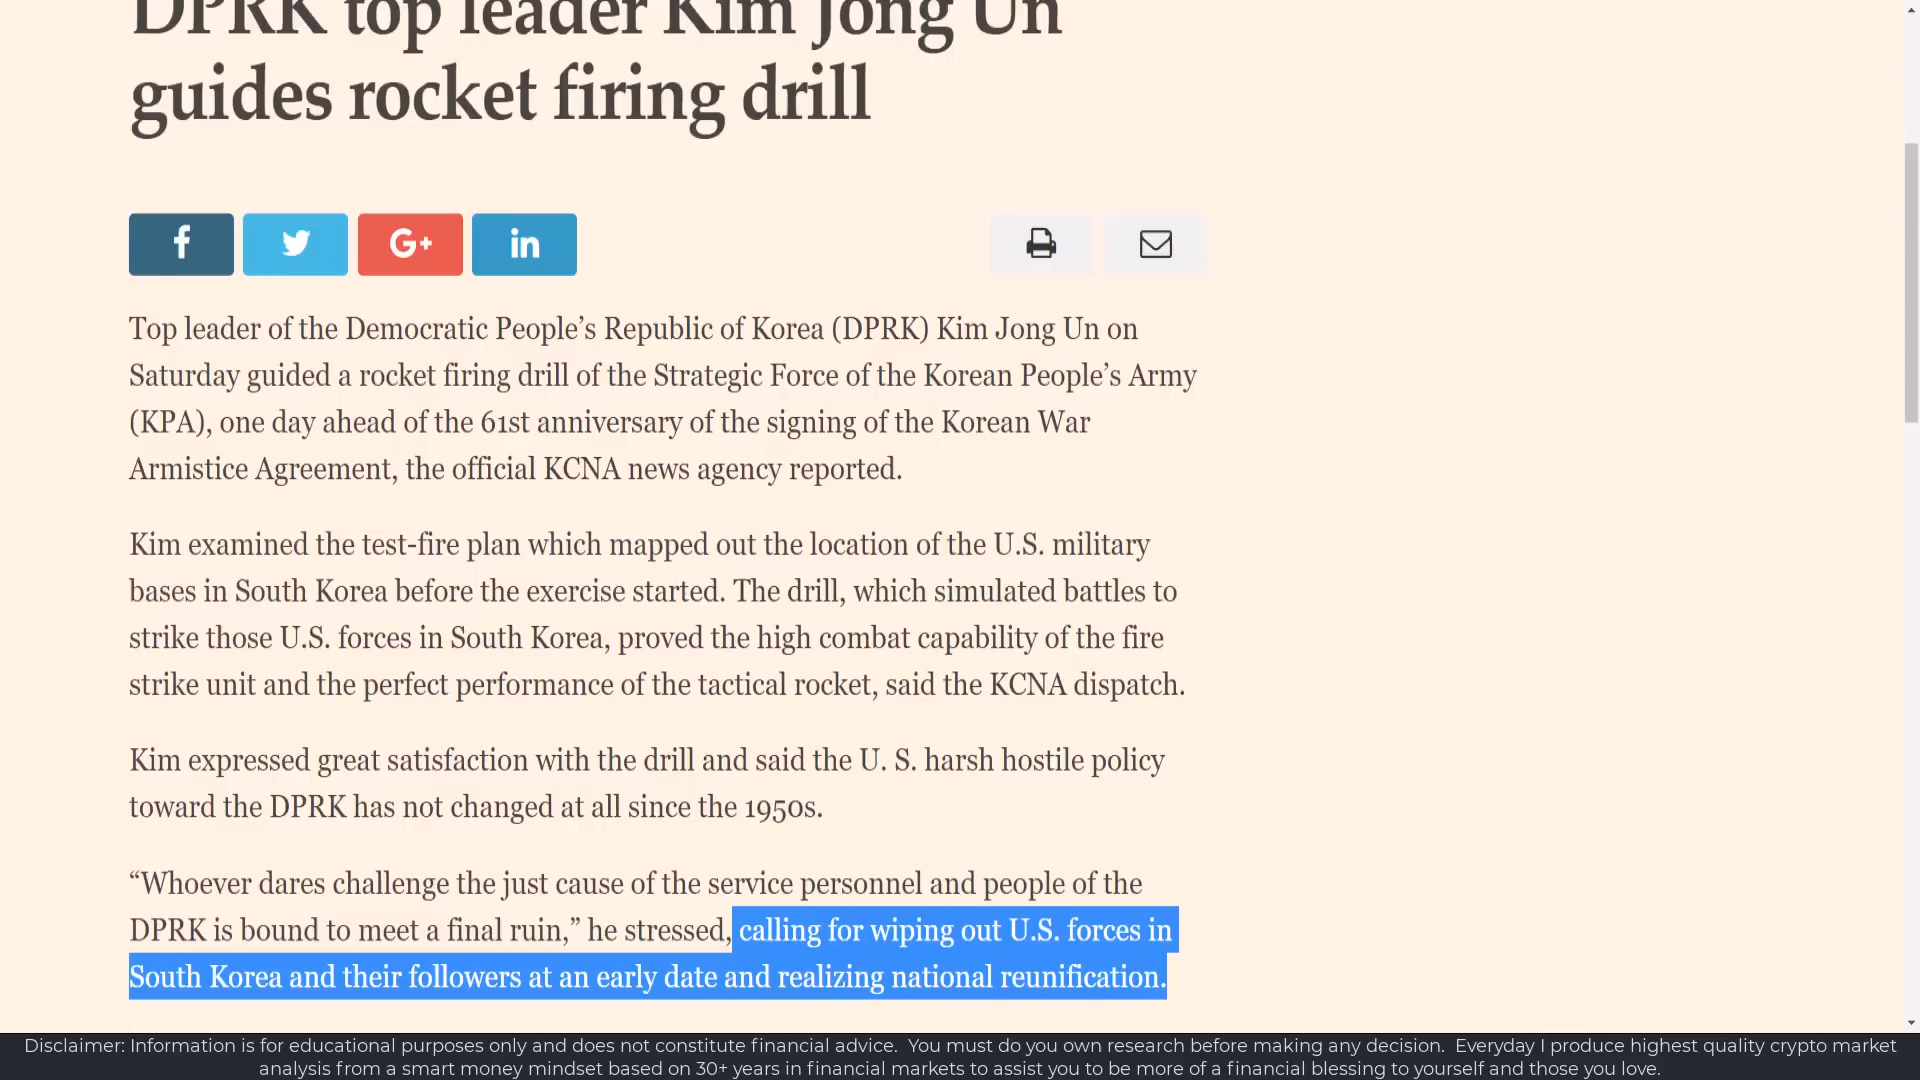 DPRK top leader Kim Jong Un
guides rocket firing drill
f
G+
in
Top leader of the Democratic People’s Republic of Korea (DPRK) Kim Jong Un on
Saturday guided a rocket firing drill of the Strategic Force of the Korean People’s Army
(KPA), one day ahead of the 61st anniversary of the signing of the Korean War
Armistice Agreement, the official KCNA news agency reported.
Kim examined the test-fire plan which mapped out the location of the U.S. military
bases in South Korea before the exercise started. The drill, which simulated battles to
strike those U.S. forces in South Korea, proved the high combat capability of the fire
strike unit and the perfect performance of the tactical rocket, said the KCNA dispatch.
Kim expressed great satisfaction with the drill and said the U. S. harsh hostile policy
toward the DPRK has not changed at all since the 1950s.
“Whoever dares challenge the just cause of the service personnel and people of the
DPRK is bound to meet a final ruin,” he stressed, calling for wiping out U.S. forces in
South Korea and their followers at an early date and realizing national reunification.
Disclaimer: Information is for educational purposes only and does not constitute financial advice.  You must do you own research before making any decision.  Everyday I produce highest quality crypto market
analysis from a smart money mindset based on 30+ years in financial markets to assist you to be more of a financial blessing to yourself and those you love.